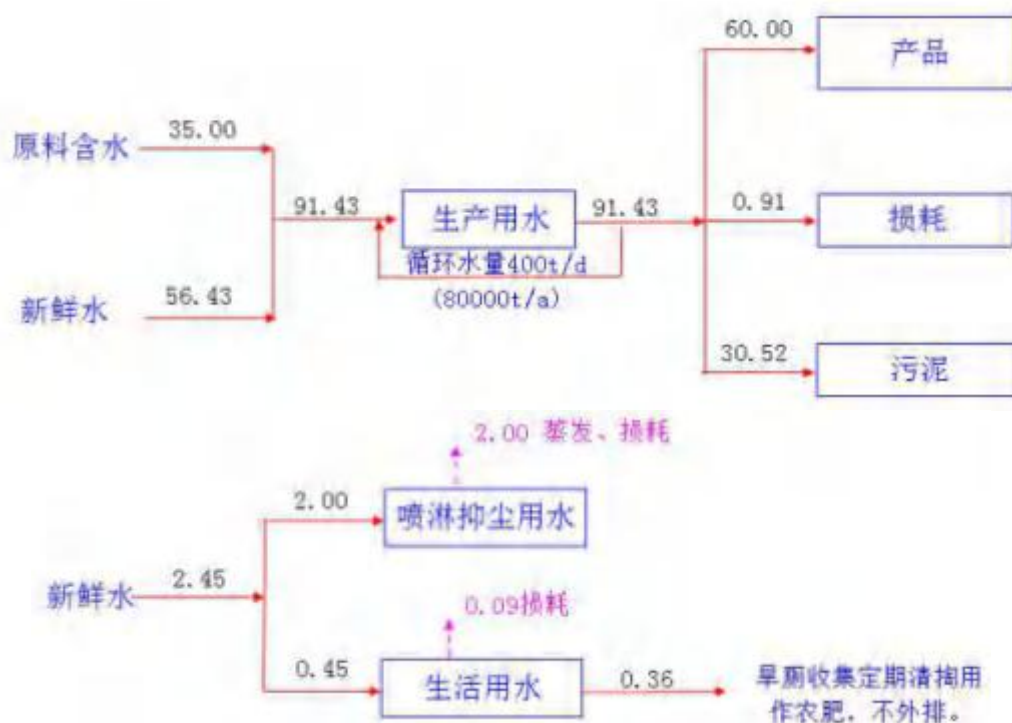 60.00
产品
35.00
原料含水
91.43
生产用水
91.43
0.91
损耗
循环水量400t/d
(80000t/a)
56.43
新鲜水
30.52
污泥
2.00 蒸发、损耗
2.00
喷淋抑尘用水
2.45
新鲜水
0.09损耗
0.45
生活用水
0.36
旱厕收集定期清掏用
作农肥，不外排。